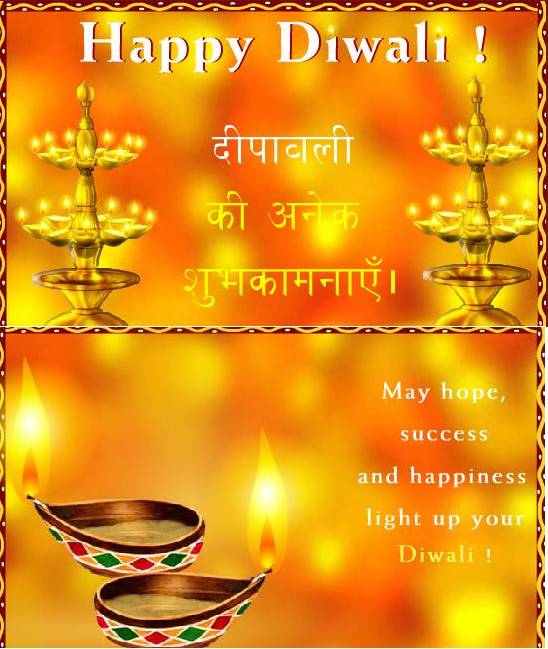 Happy Diwali !
दीपावली
की अनेक
शुभकामनाएँ।
May hope,
success
and happiness
light up your
Diwali !